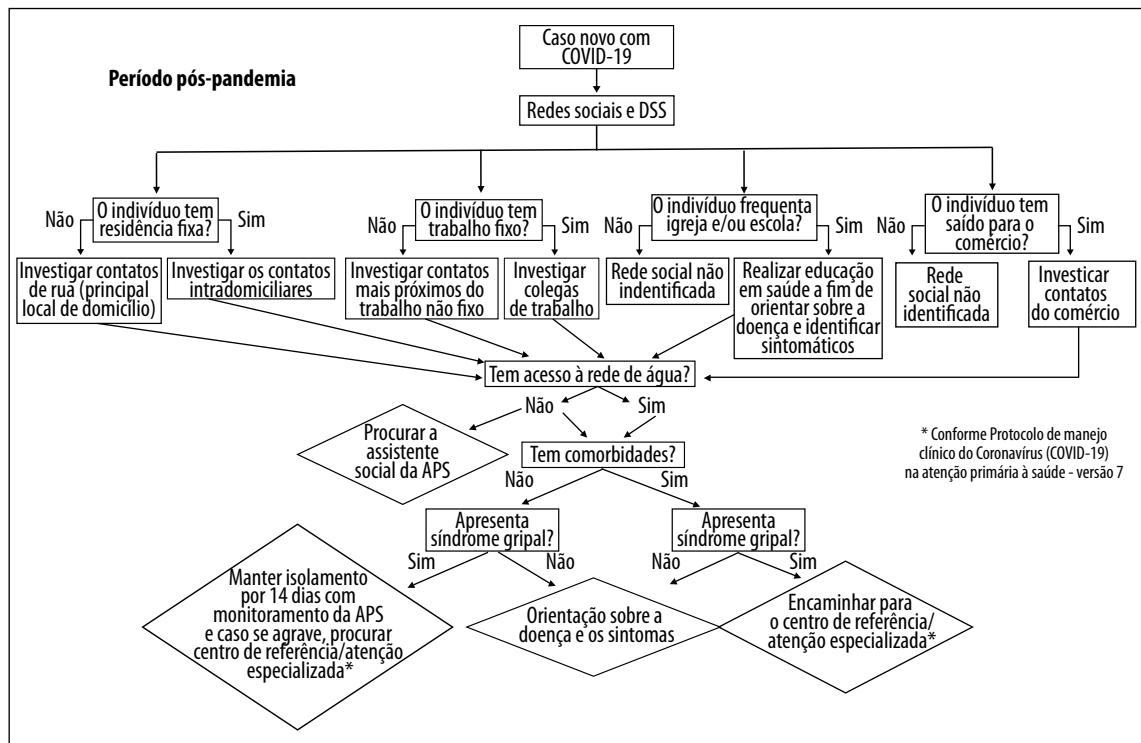 Caso novo com
COVID-19
Período pós-pandemia
Redes sociais e DSS
Não
O indivíduo tem
residência fixa?
Sim
Não
O indivíduo tem
trabalho fixo?
Sim
Não
O indivíduo frequenta
igreja e/ou escola?
Sim
Não
O indivíduo tem
saído para o
comércio?
Sim
Investigar contatos
de rua (principal
local de domicílio)
Investigar os contatos
intradomiciliares
Investigar contatos
mais próximos do
trabalho não fixo
Investigar
colegas
de trabalho
Rede social não
indentificada
Realizar educação
em saúde a fim de
orientar sobre a
doença e identificar
sintomáticos
Rede
social não
identificada
Investicar
contatos
do comércio
Tem acesso à rede de água?
Não
Sim
Procurar a
assistente
social da APS
Tem comorbidades?
* Conforme Protocolo de manejo
clínico do Coronavírus (COVID-19)
na atenção primária à saúde - versão 7
Não
Sim
Apresenta
síndrome gripal?
Apresenta
síndrome gripal?
Sim
Não
Não
Sim
Manter isolamento
por 14 dias com
monitoramento da APS
e caso se agrave, procurar
centro de referência/atenção
especializada*
Orientação sobre a
doença e os sintomas
Encaminhar para
o centro de referência/
atenção especializada*